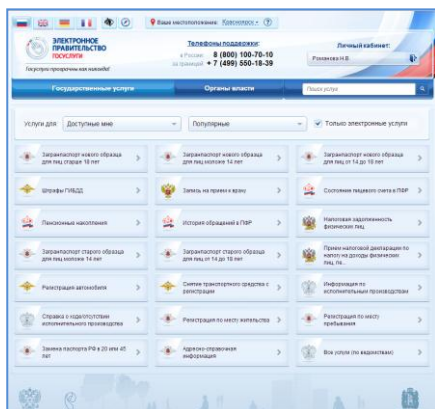 Ваше местоположение: Красноярск
ЭЛЕКТРОННОЕ
ПРАВИТЕЛЬСТВО
ГОСУСЛУГИ
Госуслуги прозрачны как никогда!
Телефоны поддержки:
в России: 8 (800) 100-70-10
за границей: + 7 (499) 550-18-39
Личный кабинет:
Романова Н.В.
Государственные услуги
Органы власти
Поиск услуг
Услуги для:
Доступные мне
Популярные
Только электронные услуги
Загранпаспорт нового образца
для лиц старше 18 лет
Загранпаспорт нового образца
для лиц моложе 14 лет
Загранпаспорт нового образца
для лиц от 14 до 18 лет
Штрафы ГИБДД
Запись на прием к врачу
Состояние лицевого счета в ПФР
Пенсионные накопления
История обращений в ПФР
Налоговая задолженность
физических лиц
Загранпаспорт старого образца
для лиц моложе 14 лет
Загранпаспорт старого образца
для лиц от 14 до 18 лет
Прием налоговой декларации по
налогу на доходы физических
лиц, по...
Регистрация автомобиля
Снятие транспортного средства с
регистрации
Информация по
исполнительным производствам
Справка о ходе/отсутствии
исполнительного производства
Регистрация по месту жительства
Регистрация по месту
пребывания
Замена паспорта РФ в 20 или 45
лет
Адресно-справочная
информация
Все услуги (по ведомствам)